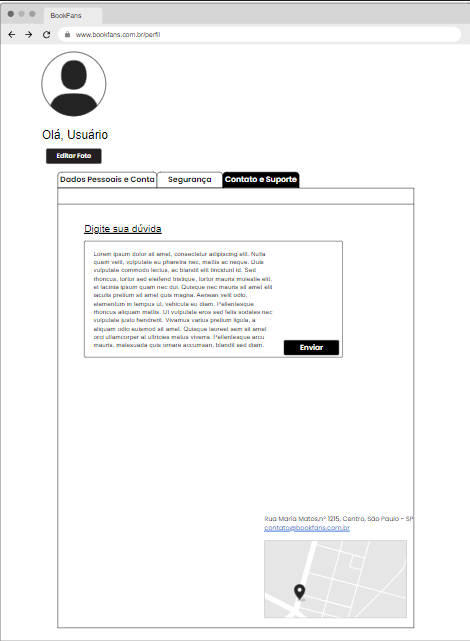 BookFans
www.bookfans.com.br/perfil
Olá, Usuário
Editar Foto
Dados Pessoais e Conta
Segurança
Contato e Suporte
Digite sua dúvida
Lorem ipsum dolor sit amet, consectetur adipiscing elit. Nulla
quam velit, vulputate eu pharetra nec, mattis ac neque. Duis
vulputate commodo lectus, ac blandit elit tincidunt id. Sed
rhoncus, tortor sed eleifend tristique, tortor mauris molestie elit,
et lacinia ipsum quam nec dui. Quisque nec mauris sit amet elit
iaculis pretium sit amet quis magna. Aenean velit odio,
elementum in tempus ut, vehicula eu diam. Pellentesque
rhoncus aliquam mattis. Ut vulputate eros sed felis sodales nec
vulputate justo hendrerit. Vivamus varius pretium ligula, a
aliquam odio euismod sit amet. Quisque laoreet sem sit amet
orci ullamcorper at ultricies metus viverra. Pellentesque arcu
mauris, malesuada quis ornare accumsan, blandit sed diam.
Enviar
Rua Maria Matos,nº 1215, Centro, São Paulo - SP
contato@bookfans.com.br